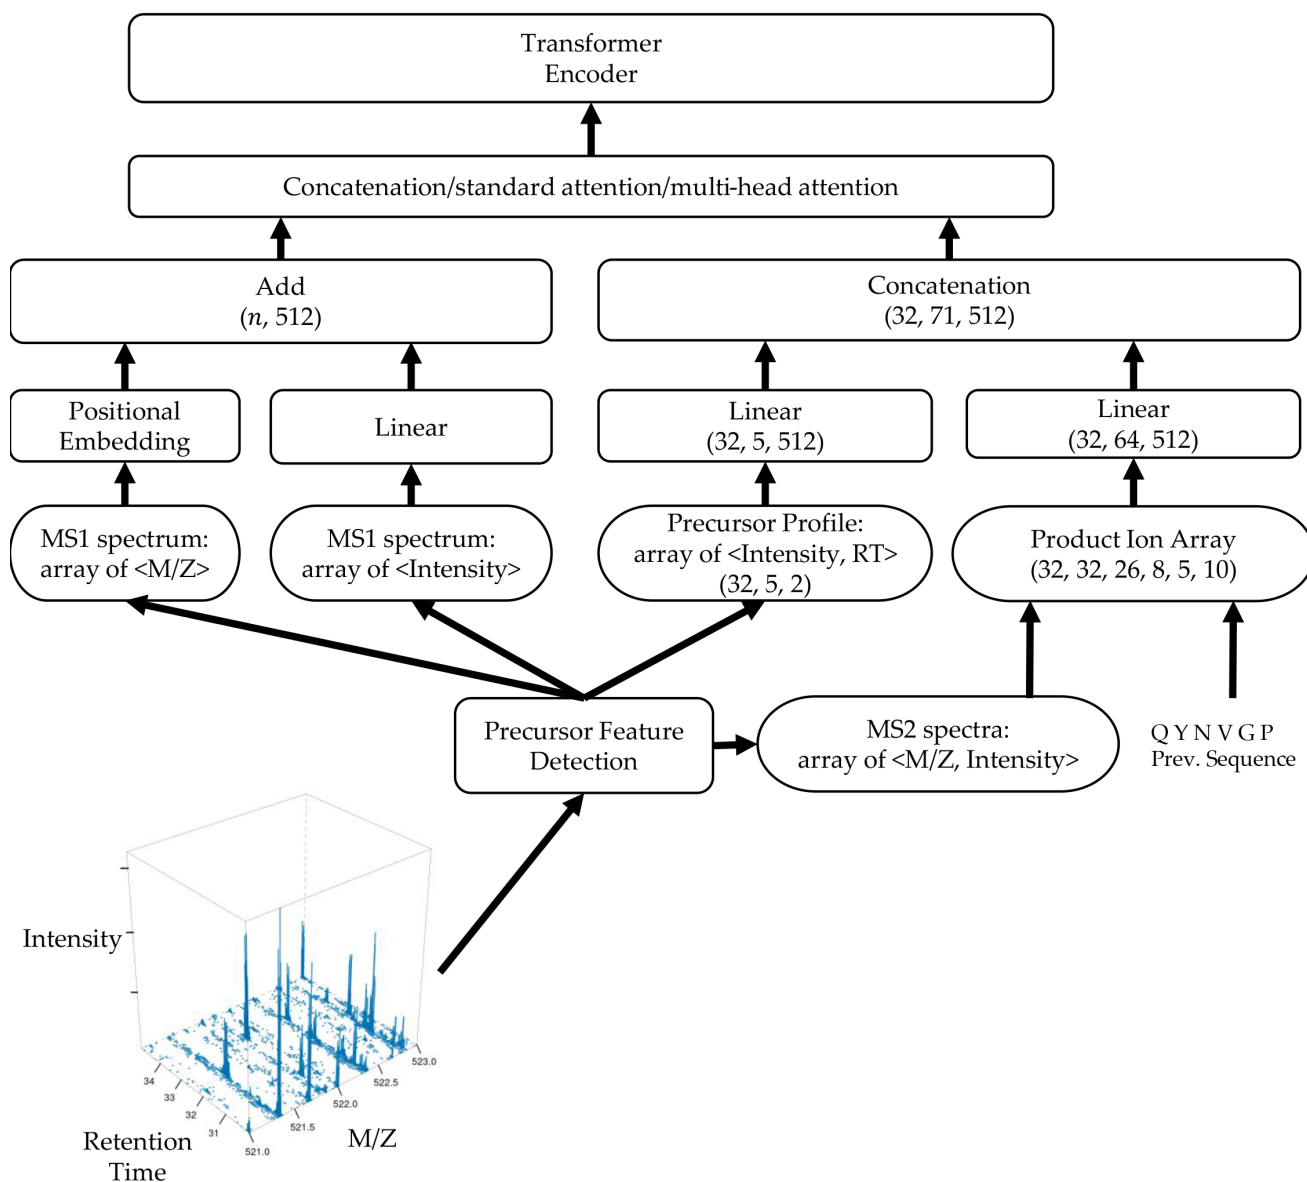 Transformer
Encoder
Concatenation/standard attention/multi-head attention
Add
(n, 512)
Concatenation
(32, 71, 512)
Positional
Embedding
Linear
Linear
(32, 5, 512)
Linear
(32, 64, 512)
MS1 spectrum:
array of <M/Z>
MS1 spectrum:
array of <Intensity>
Precursor Profile:
array of <Intensity, RT>
(32, 5, 2)
Product Ion Array
(32, 32, 26, 8, 5, 10)
Precursor Feature
Detection
MS2 spectra:
array of <M/Z, Intensity>
Q Y N V G P
Prev. Sequence
Intensity
34
33
32
31
521.0
521.5
522.0
522.5
523.0
Retention
Time
M/Z